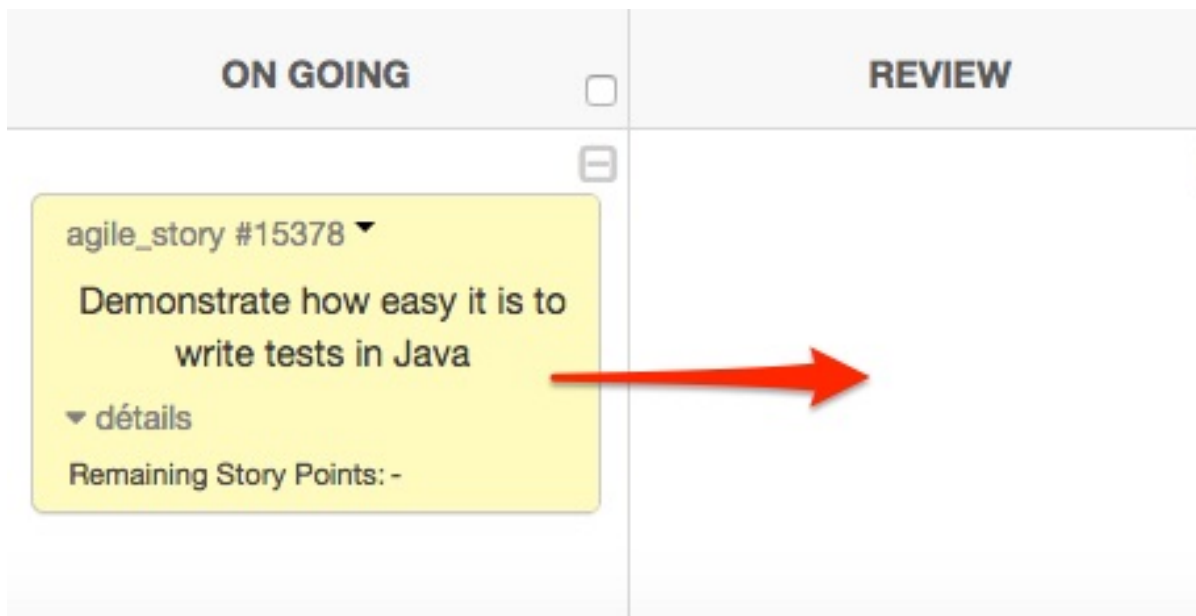 ON GOING
REVIEW
agile_story #15378
Demonstrate how easy it is to
write tests in Java
détails
Remaining Story Points: -